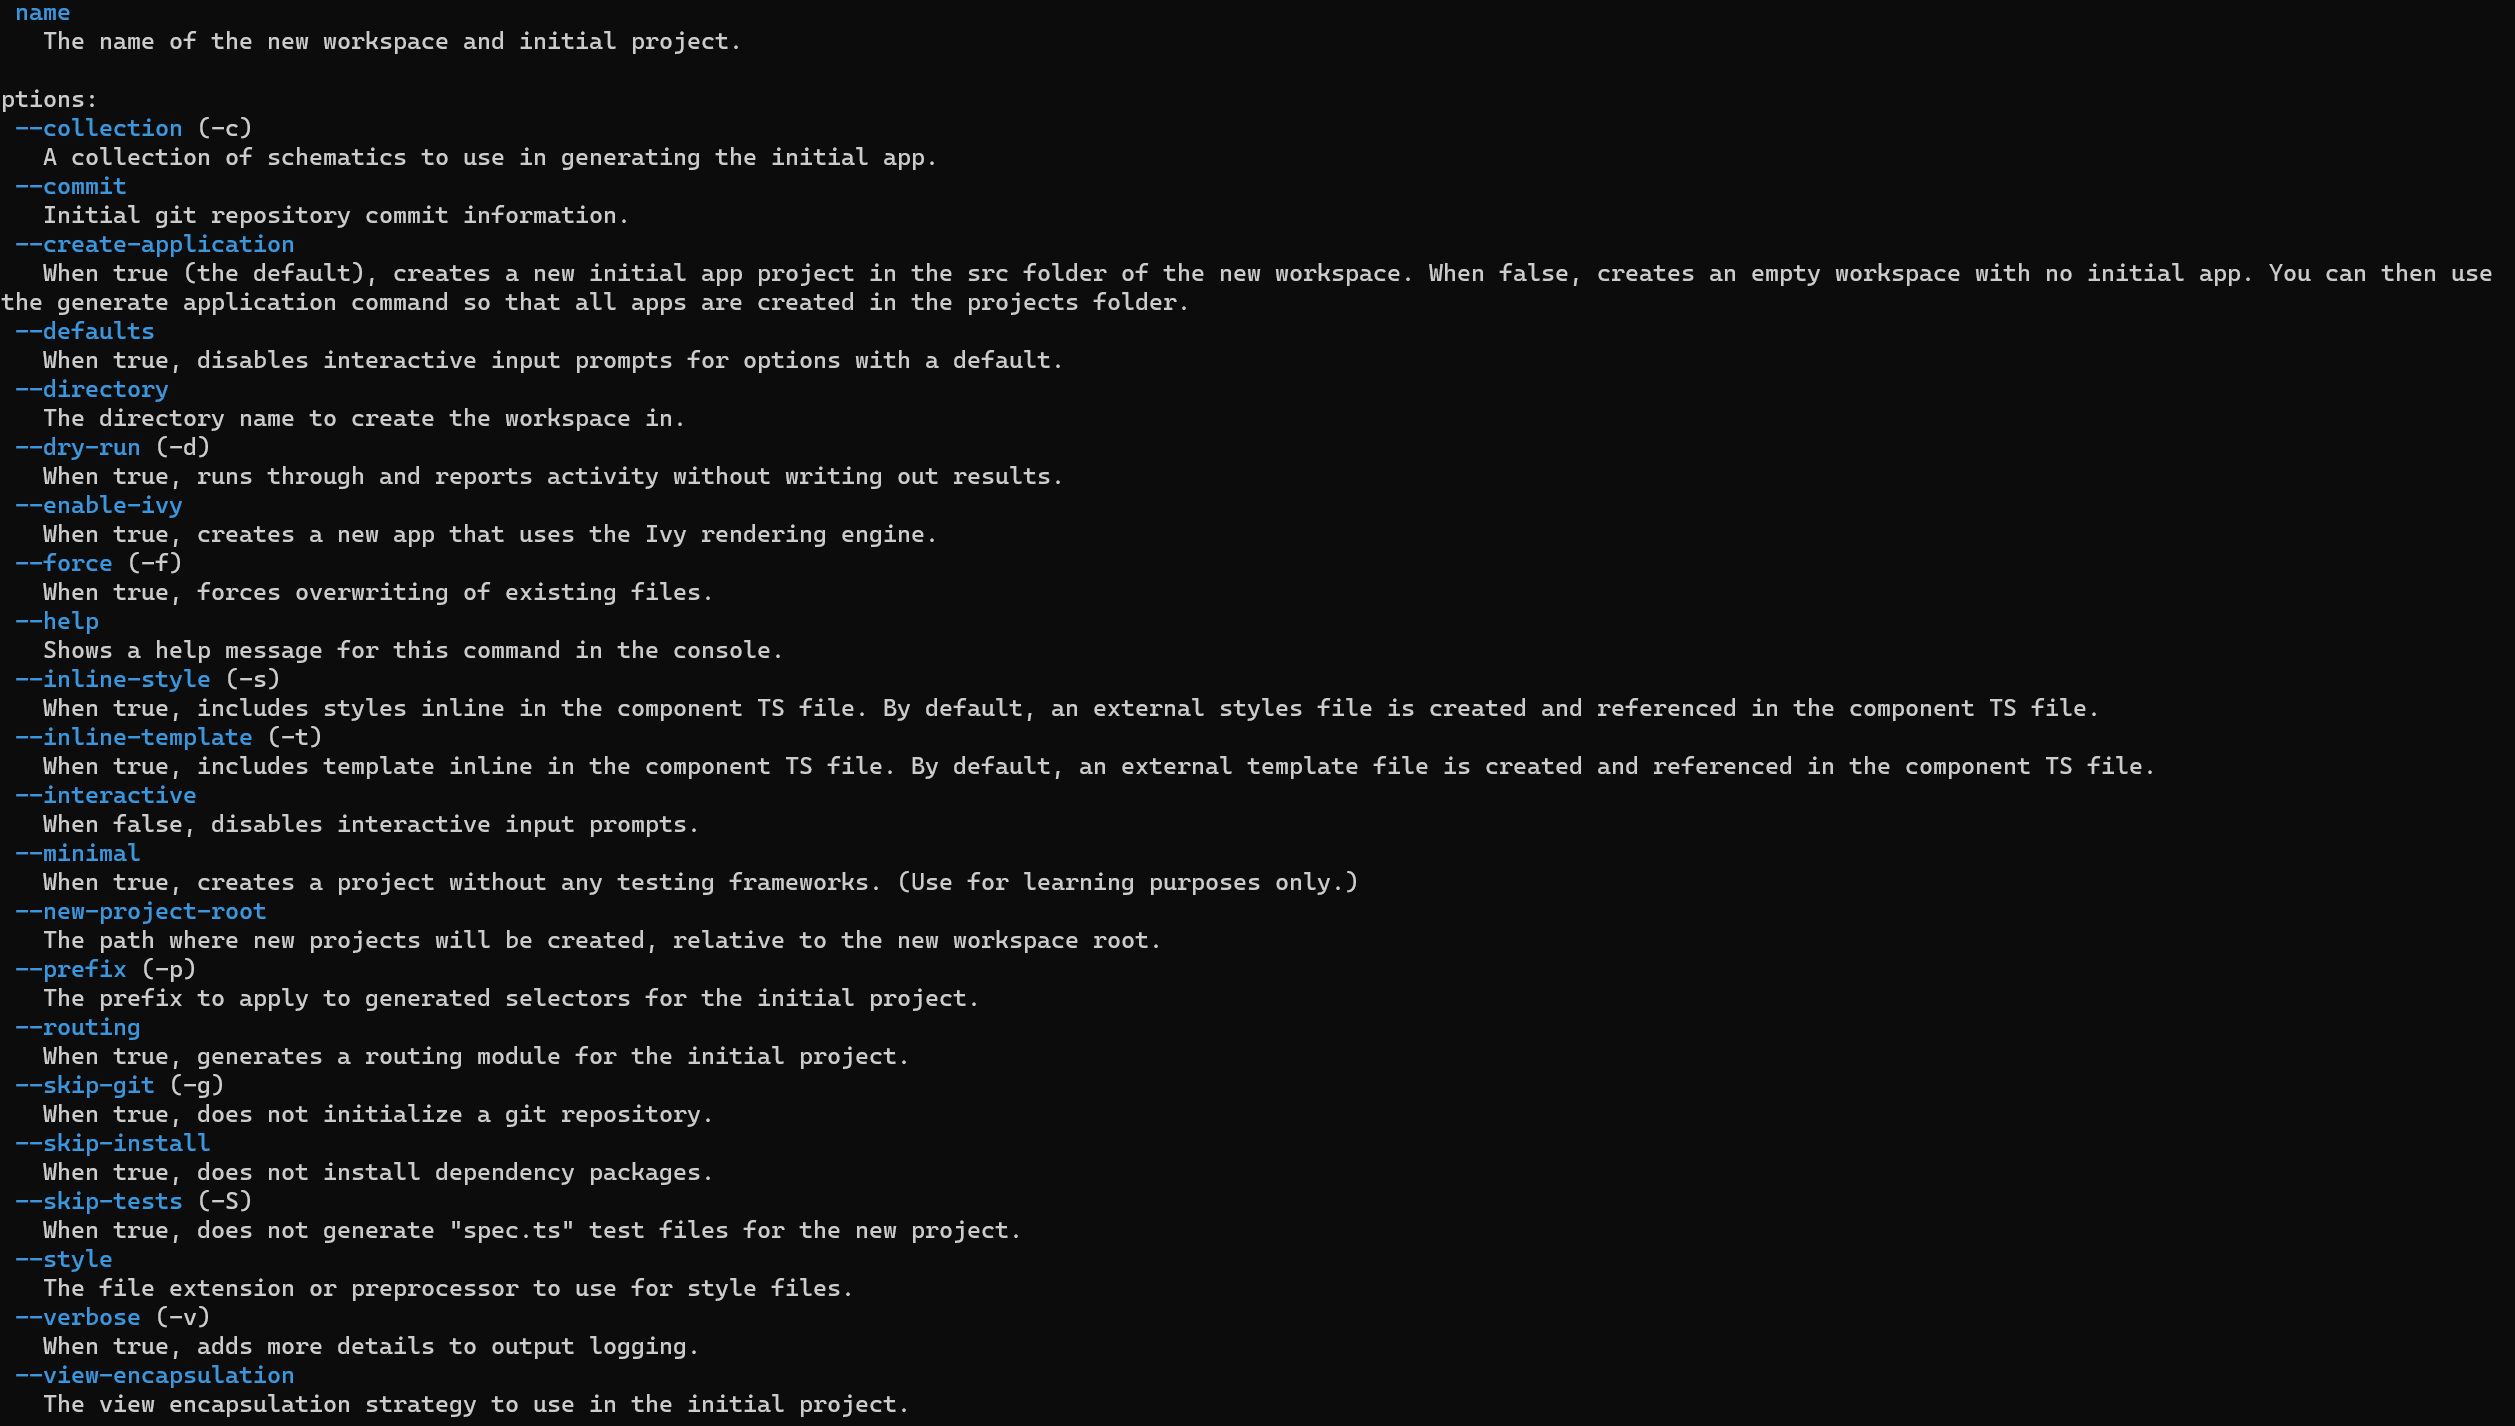 name
The name of the new workspace and initial project.
ptions:
--collection (-c)
A collection of schematics to use in generating the initial app.
--commit
Initial git repository commit information.
--create-application
When true (the default), creates a new initial app project in the src folder of the new workspace. When false, creates an empty workspace with no initial app. You can then use
the generate application command so that all apps are created in the projects folder.
--defaults
When true, disables interactive input prompts for options with a default.
--directory
The directory name to create the workspace in.
--dry-run (-d)
When true, runs through and reports activity without writing out results.
--enable-ivy
When true, creates a new app that uses the Ivy rendering engine.
--force (-f)
When true, forces overwriting of existing files.
--help
Shows a help message for this command in the console.
--inline-style (-s)
When true, includes styles inline in the component TS file. By default, an external styles file is created and referenced in the component TS file.
--inline-template (-t)
When true, includes template inline in the component TS file. By default, an external template file is created and referenced in the component TS file.
--interactive
When false, disables interactive input prompts.
--minimal
When true, creates a project without any testing frameworks. (Use for learning purposes only.)
--new-project-root
The path where new projects will be created, relative to the new workspace root.
--prefix (-p)
The prefix to apply to generated selectors for the initial project.
--routing
When true, generates a routing module for the initial project.
--skip-git (-g)
When true, does not initialize a git repository.
--skip-install
When true, does not install dependency packages.
--skip-tests (-S)
When true, does not generate "spec.ts" test files for the new project.
--style
The file extension or preprocessor to use for style files.
--verbose (-v)
When true, adds more details to output logging.
--view-encapsulation
The view encapsulation strategy to use in the initial project.